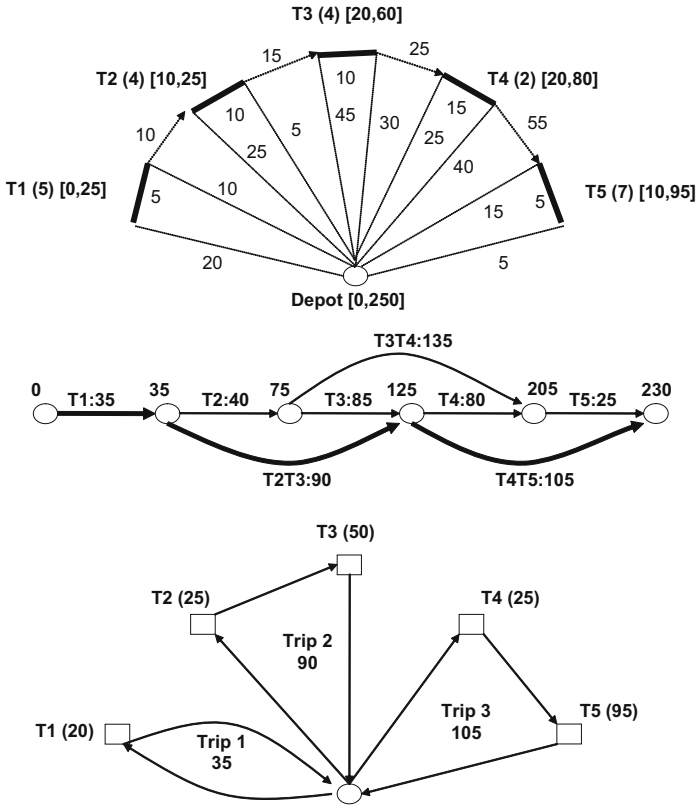 T3 (4) [20,60]
15
25
T2 (4) [10,25]
T4 (2) [20,80]
10
10
15
10
45
5
30
25
55
10
25
40
T1 (5) [0,25]
5
10
15
5
T5 (7) [10,95]
20
5
Depot [0,250]
T3T4:135
0
35
75
125
205
230
T1:35
T2:40
T3:85
T4:80
T5:25
T2T3:90
T4T5:105
T3 (50)
T2 (25)
T4 (25)
Trip 2
90
T1 (20)
Trip 1
35
Trip 3
105
T5 (95)